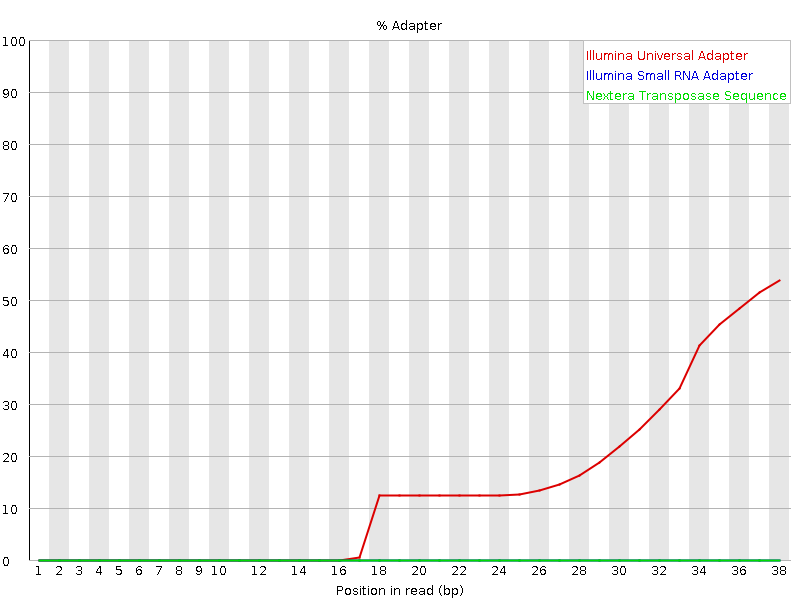 % Adapter
Illumina Universal Adapter
Illumina Small RNA Adapter
Nextera Transposase Sequence
100
90
80
70
60
50
40
30
20
10
0
1 2 3 4 5 6 7 8 9 10 12 14 16 18 20 22 24 26 28 30 32 34 36 38
Position in read (bp)